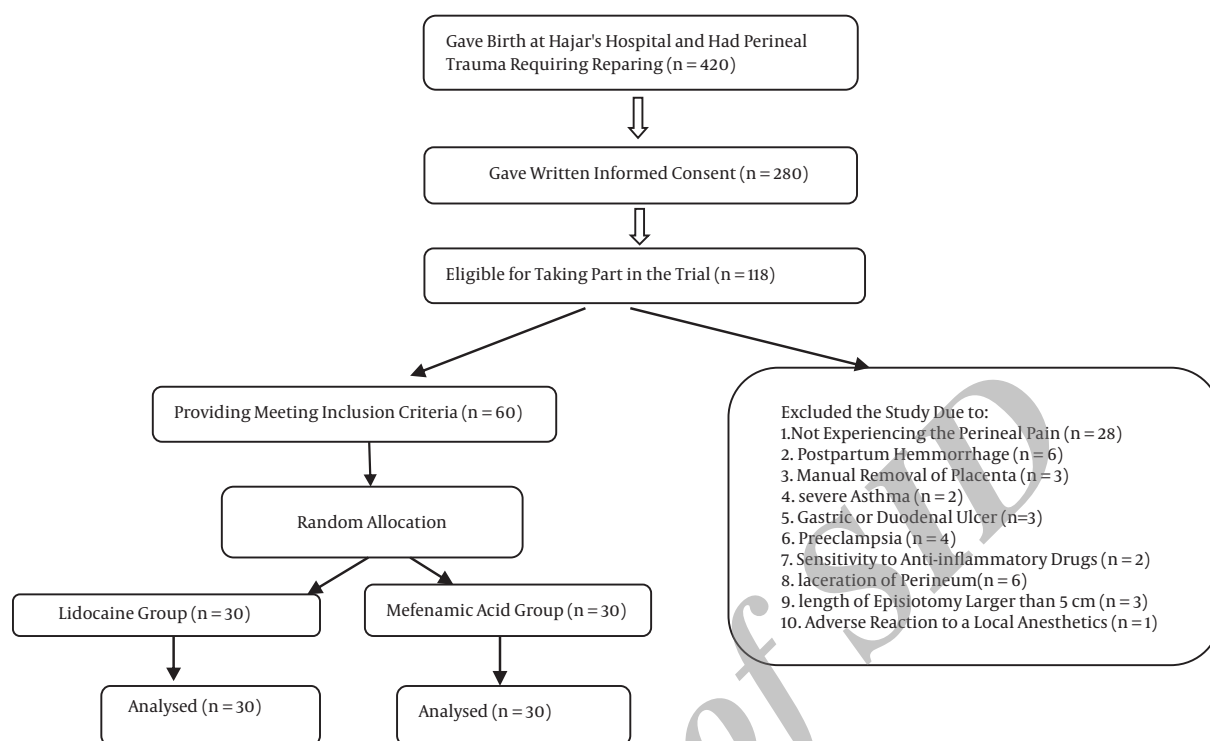 Gave Birth at Hajar's Hospital and Had Perineal
Trauma Requiring Reparing (n = 420)
Gave Written Informed Consent (n = 280)
Eligible for Taking Part in the Trial (n = 118)
Providing Meeting Inclusion Criteria (n = 60)
Random Allocation
Lidocaine Group (n = 30)
Mefenamic Acid Group (n = 30)
Analysed (n = 30)
Analysed (n = 30)
Excluded the Study Due to:
1.Not Experiencing the Perineal Pain (n = 28)
2. Postpartum Hemmorrhage (n = 6)
3. Manual Removal of Placenta (n = 3)
4. severe Asthma (n = 2)
5. Gastric or Duodenal Ulcer (n=3)
6. Preeclampsia (n = 4)
7. Sensitivity to Anti-inflammatory Drugs (n = 2)
8. laceration of Perineum(n = 6)
9. length of Episiotomy Larger than 5 cm (n = 3)
10. Adverse Reaction to a Local Anesthetics (n = 1)
of SID